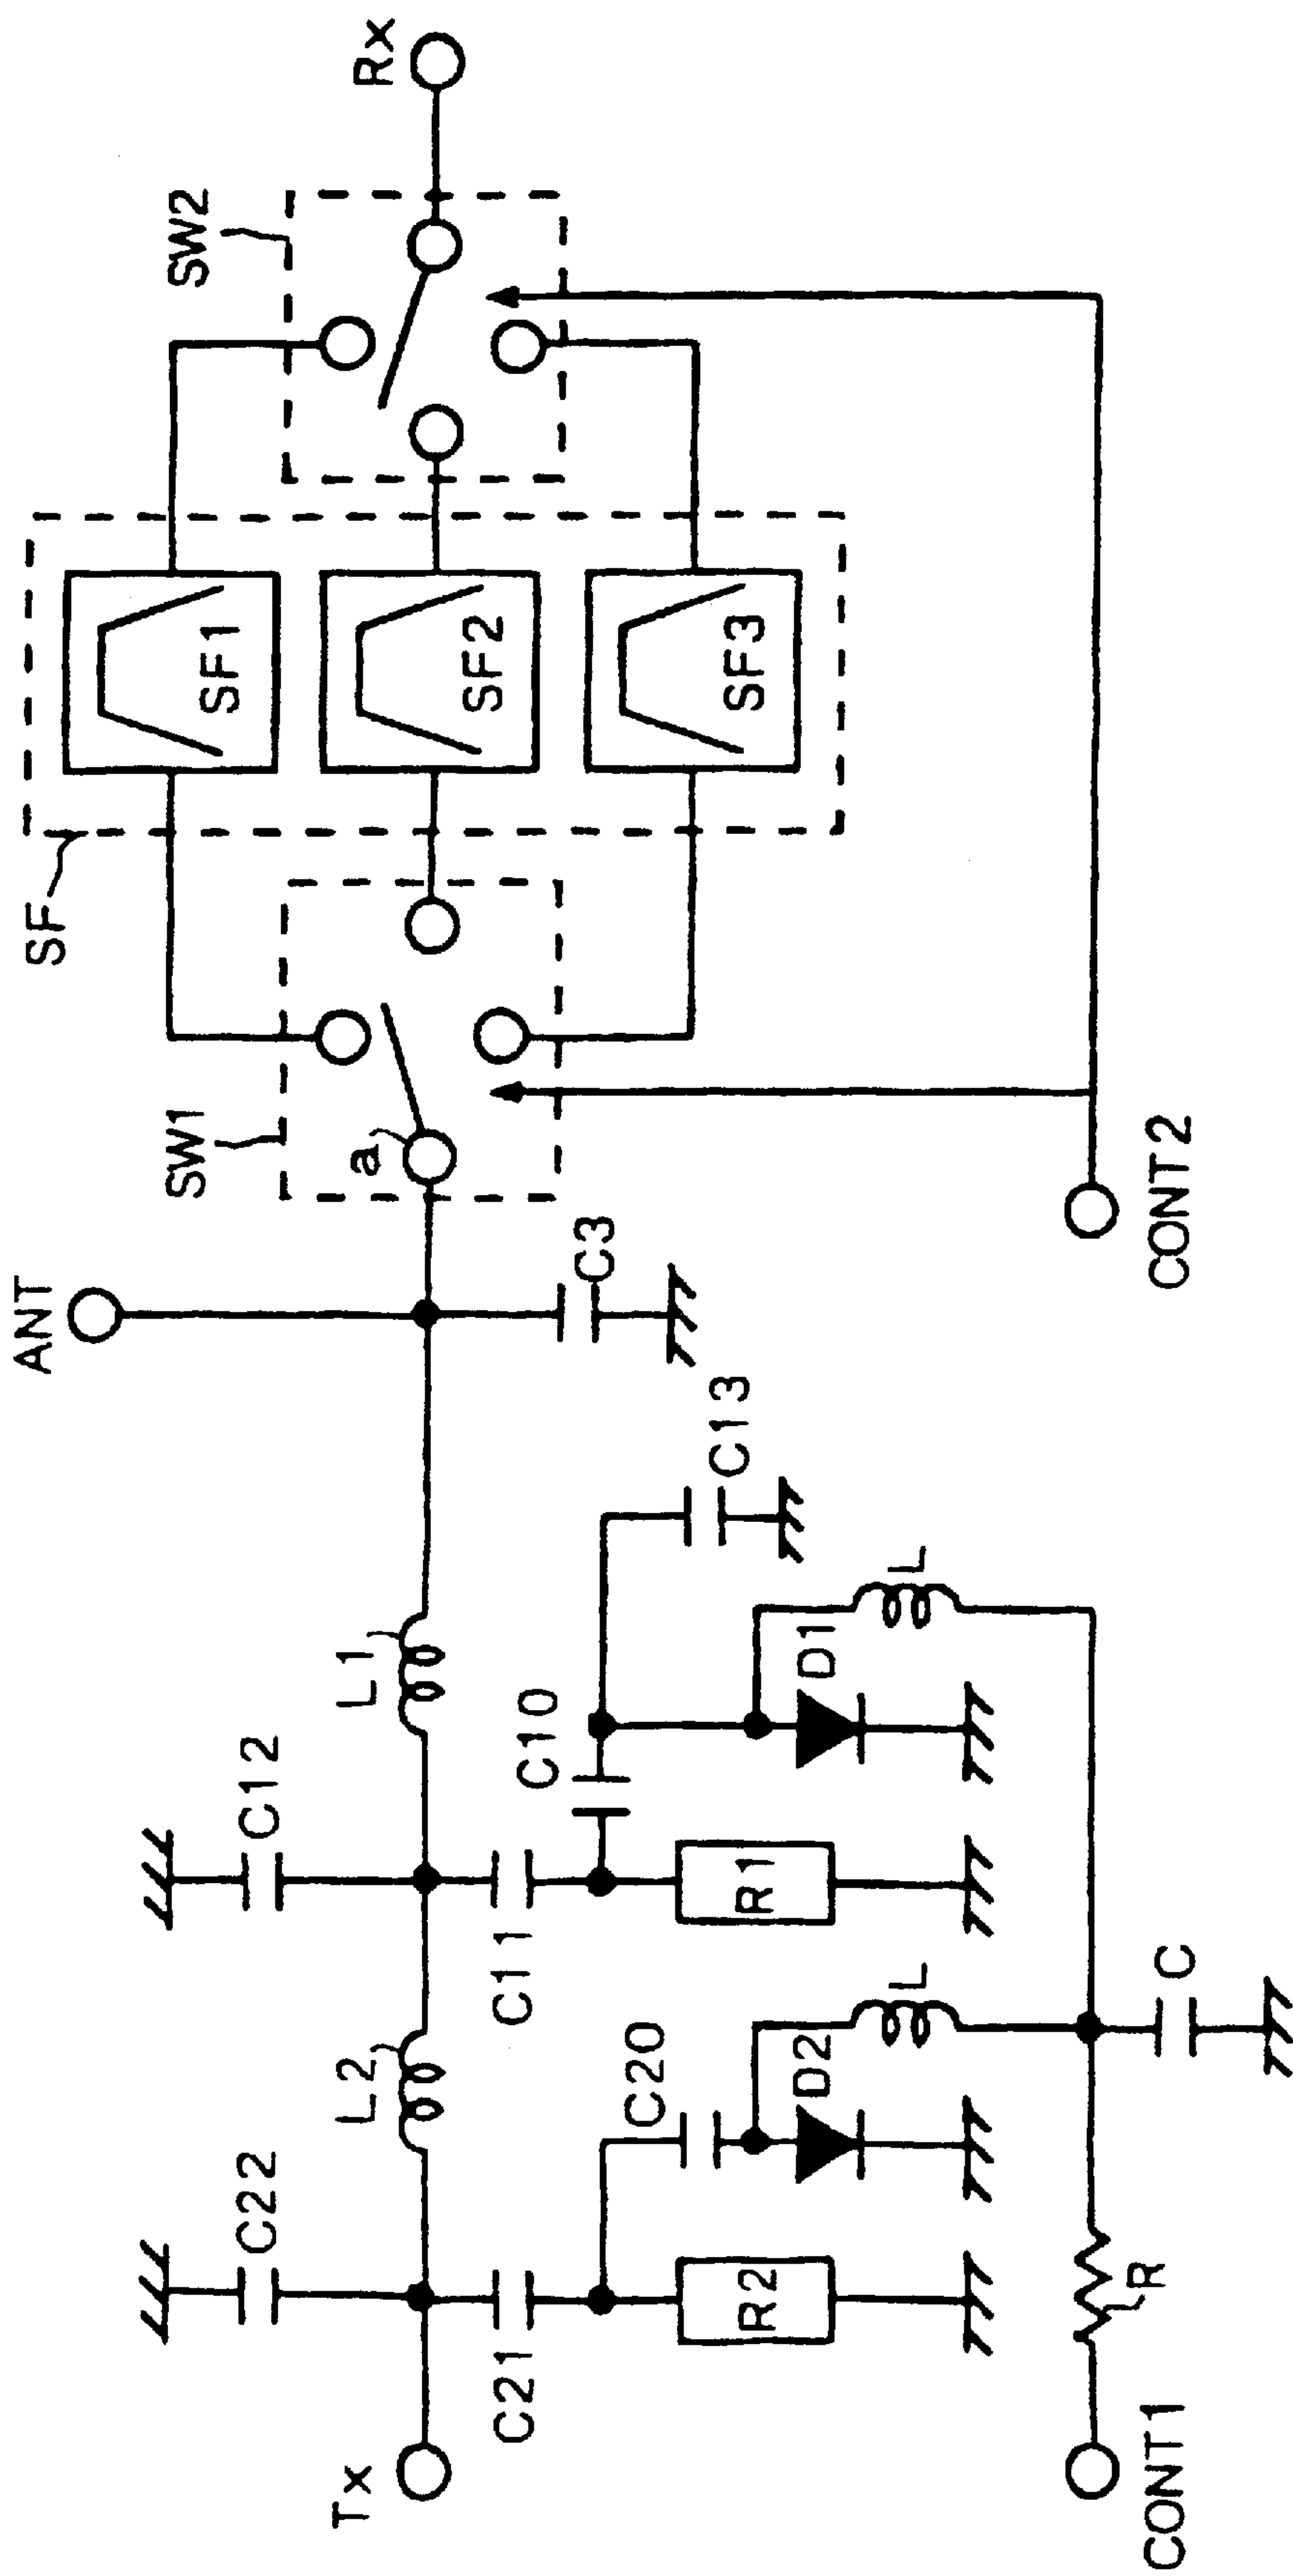 ANT
SF
SW1
SW2
Rx
a
SF1
SF2
SF3
C22
C12
Tx
L2
L1
C3
C21
C11
C20
C10
C13
R2
D2
L
R1
D1
L
C
R
CONT1
CONT2